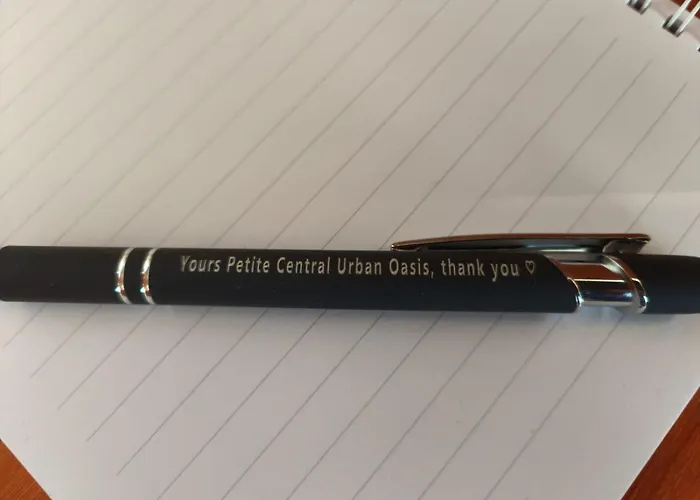 Yours Petite Central Urban Oasis, thank you ♡